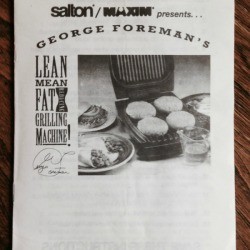 salton/MAXIM presents...
GEORGE FOREMAN'S
LEAN
MEAN
FAT
GRILLING
MACHINE!